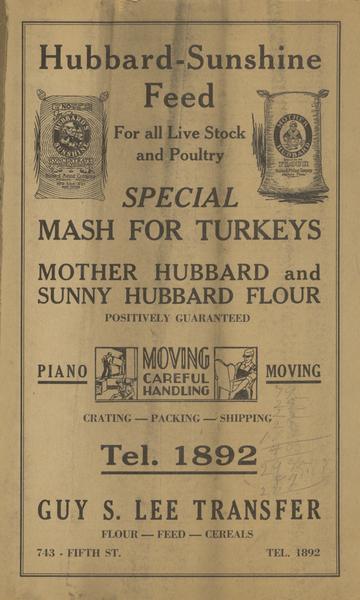 Hubbard-Sunshine
Feed
For all Live Stock
and Poultry
SPECIAL
MASH FOR TURKEYS
MOTHER HUBBARD and
SUNNY HUBBARD FLOUR
POSITIVELY GUARANTEED
PIANO
MOVING
CAREFUL
HANDLING
MOVING
CRATING — PACKING — SHIPPING
Tel. 1892
GUY S. LEE TRANSFER
FLOUR — FEED — CEREALS
743 - FIFTH ST.
TEL. 1892